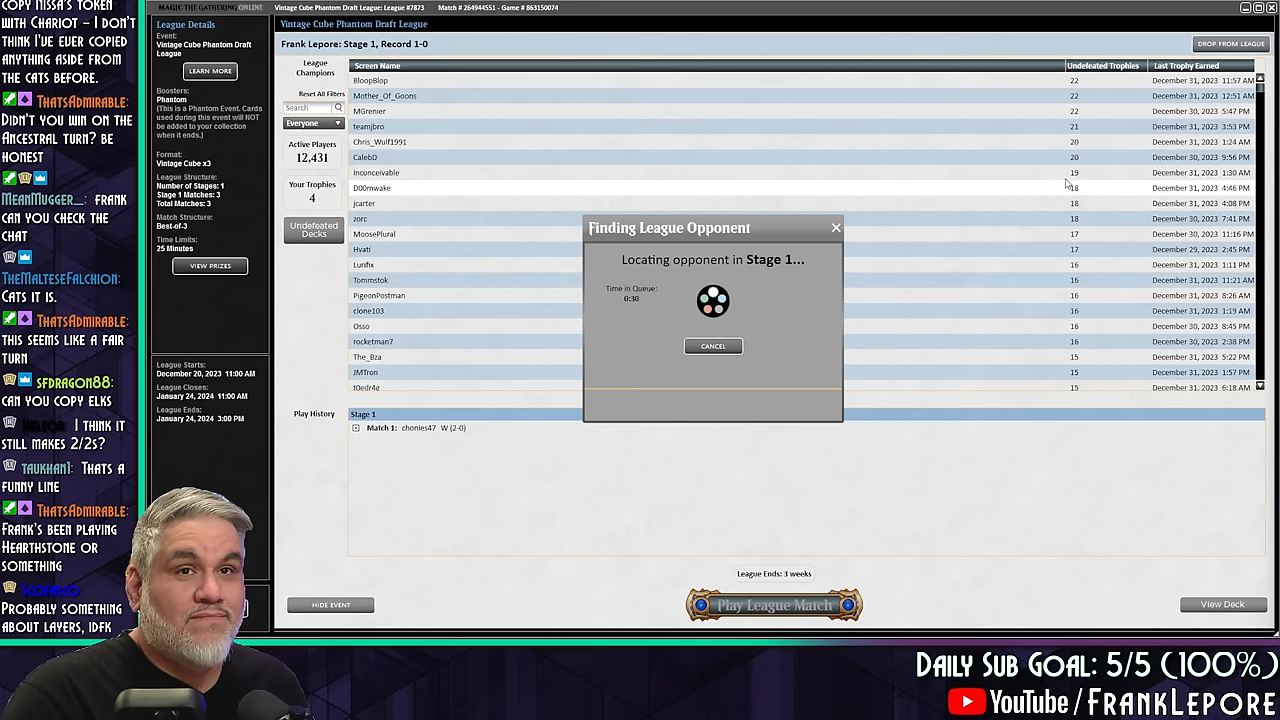 MAGIC THE GATHERING ONLINE
Vintage Cube Phantom Draft League: League #7873 Match # 264944551 - Game # 863150074
COPY NISSA'S TOKEN
WITH CHARIOT – I DON'T
THINK I'VE EVER COPIED
ANYTHING ASIDE FROM
THE CATS BEFORE.
THATSADMIRABLE:
DIDN'T YOU WIN ON THE
ANCESTRAL TURN? BE
HONEST
MEANMUGGER_: FRANK
CAN YOU CHECK THE
CHAT
THEMALTESEFALCHION:
CATS IT IS.
THATSADMIRABLE:
THIS SEEMS LIKE A FAIR
TURN
SFDRAGON88:
CAN YOU COPY ELKS
I THINK IT
STILL MAKES 2/2S?
TAUKHAN1: THATS A
FUNNY LINE
THATSADMIRABLE:
FRANK'S BEEN PLAYING
HEARTHSTONE OR
SOMETHING
PROBABLY SOMETHING
ABOUT LAYERS, IDFK
League Details
Event:
Vintage Cube Phantom Draft
League
LEARN MORE
Boosters:
Phantom
(This is a Phantom Event. Cards
used during this event will NOT
be added to your collection
when it ends.)
Format:
Vintage Cube x3
League Structure:
Number of Stages: 1
Stage 1 Matches: 3
Total Matches: 3
Match Structure:
Best-of-3
Time Limits:
25 Minutes
VIEW PRIZES
League Starts:
December 20, 2023 11:00 AM
League Closes:
January 24, 2024 11:00 AM
League Ends:
January 24, 2024 3:00 PM
Vintage Cube Phantom Draft League
Frank Lepore: Stage 1, Record 1-0
DROP FROM LEAGUE
League
Champions
Reset All Filters
Search
Everyone
Active Players
12,431
Your Trophies
4
Undefeated
Decks
Screen Name Undefeated Trophies Last Trophy Earned
BloopBlop 22 December 31, 2023 11:57 AM
Mother_Of_Goons 22 December 31, 2023 12:51 AM
MGrenier 22 December 30, 2023 5:47 PM
teamjbro 21 December 31, 2023 3:53 PM
Chris_Wulf1991 20 December 31, 2023 1:24 AM
CalebD 20 December 30, 2023 9:56 PM
Inconceivable 19 December 31, 2023 1:30 AM
D00mwake 18 December 31, 2023 4:46 PM
jcarter 18 December 31, 2023 4:08 PM
zorc 18 December 30, 2023 7:41 PM
MoosePlural 17 December 30, 2023 11:16 PM
Hvati 17 December 29, 2023 2:45 PM
Lurifix 16 December 31, 2023 1:11 PM
Tommstok 16 December 31, 2023 11:21 AM
PigeonPostman 16 December 31, 2023 8:26 AM
clone103 16 December 31, 2023 1:19 AM
Osso 16 December 30, 2023 8:45 PM
rocketman7 16 December 30, 2023 2:38 PM
The_Bza 15 December 31, 2023 5:22 PM
JMTron 15 December 31, 2023 1:57 PM
t0edr4g 15 December 31, 2023 6:18 AM
Finding League Opponent
Locating opponent in Stage 1...
Time in Queue:
0:30
CANCEL
Play History
Stage 1
Match 1: chonies47 W (2-0)
League Ends: 3 weeks
HIDE EVENT
Play League Match
View Deck
DAILY SUB GOAL: 5/5 (100%)
YOUTUBE/FRANKLEPORE